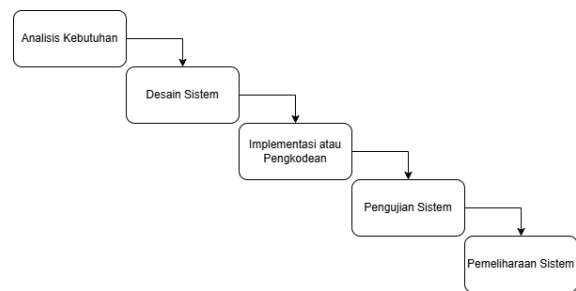 Analisis Kebutuhan
Desain Sistem
Implementasi atau
Pengkodean
Pengujian Sistem
Pemeliharaan Sistem